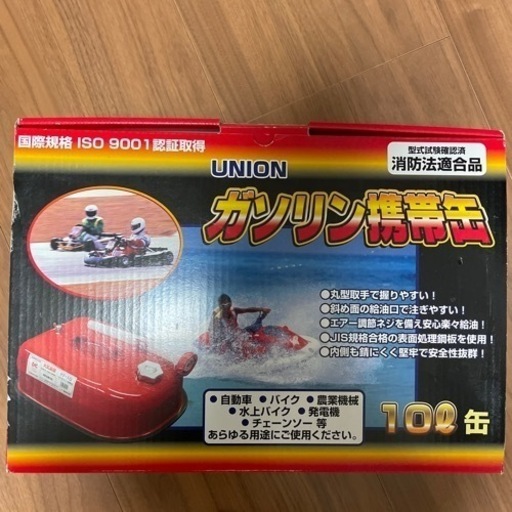 国際規格 ISO 9001認証取得
型式試験確認済
消防法適合品
UNION
ガソリン携帯缶
●丸型取手で握りやすい！
●斜め面の給油口で注ぎやすい！
●エアー調節ネジを備え安心楽々給油！
●JIS規格合格の表面処理鋼板を使用！
●内側も錆にくく堅牢で安全性抜群！
●自動車 ●バイク ●農業機械
●水上バイク ●発電機
●チェーンソー 等
あらゆる用途にご使用ください。
10ℓ缶